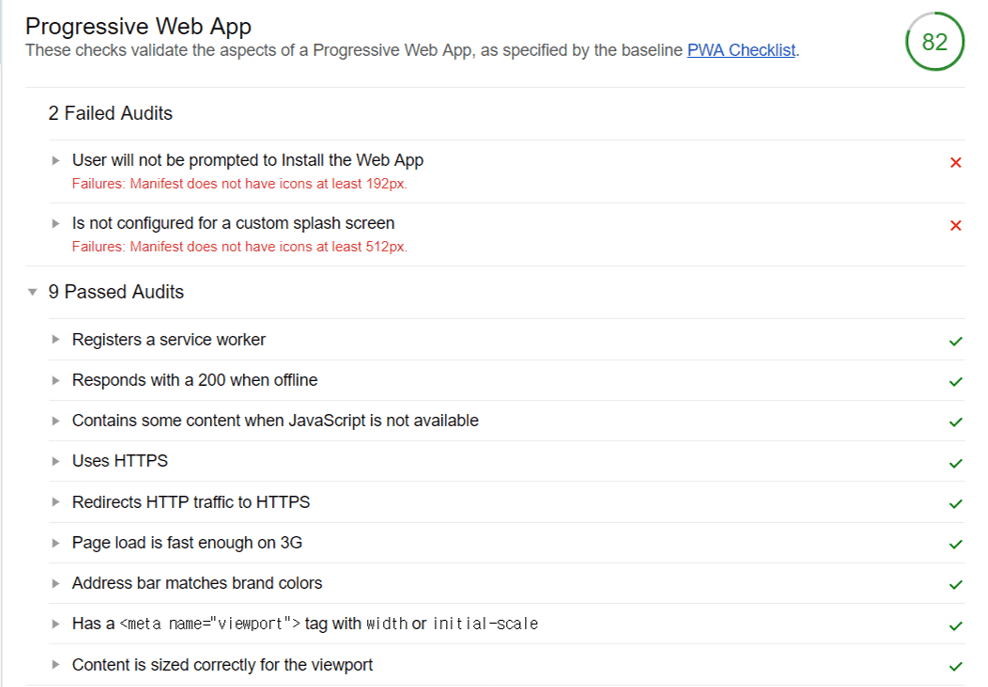 Progressive Web App
These checks validate the aspects of a Progressive Web App, as specified by the baseline PWA Checklist.
82
2 Failed Audits
User will not be prompted to Install the Web App
Failures: Manifest does not have icons at least 192px.
Is not configured for a custom splash screen
Failures: Manifest does not have icons at least 512px.
9 Passed Audits
Registers a service worker
Responds with a 200 when offline
Contains some content when JavaScript is not available
Uses HTTPS
Redirects HTTP traffic to HTTPS
Page load is fast enough on 3G
Address bar matches brand colors
Has a <meta name="viewport"> tag with width or initial-scale
Content is sized correctly for the viewport